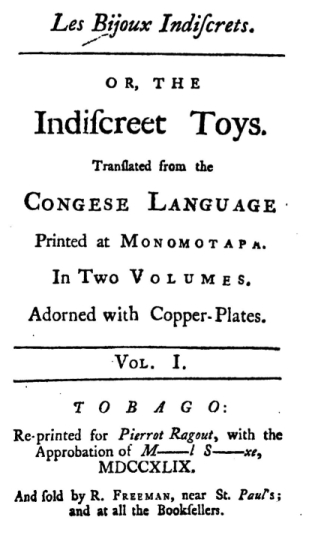 Les Bijoux Indiſcrets.
OR, THE
Indiſcreet Toys.
Tranſlated from the
CONGESE LANGUAGE
Printed at MONOMOTAPA.
In TWO VOLUMES.
Adorned with Copper-Plates.
VOL. I.
TOBAGO:
Re-printed for Pierrot Ragout, with the
Approbation of M——l S——xe,
MDCCXLIX.
And ſold by R. FREEMAN, near St. Paul's;
and at all the Bookſellers.